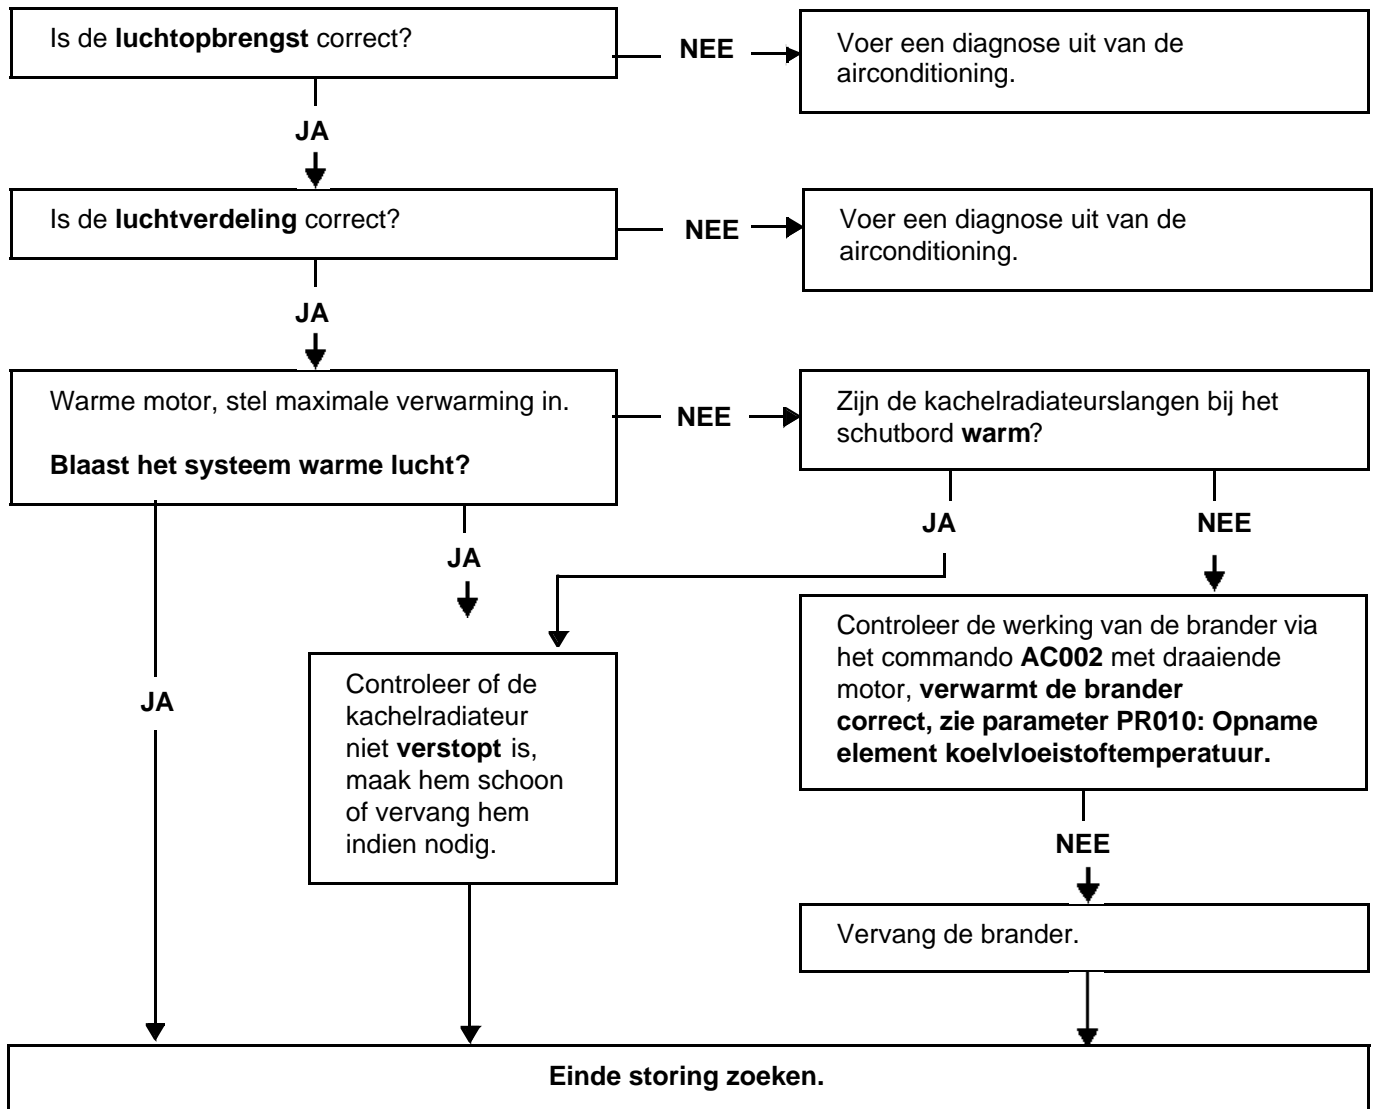 Is de luchtopbrengst correct?
NEE
Voer een diagnose uit van de
airconditioning.
JA
Is de luchtverdeling correct?
NEE
Voer een diagnose uit van de
airconditioning.
JA
Warme motor, stel maximale verwarming in.
Blaast het systeem warme lucht?
NEE
Zijn de kachelradiateurslangen bij het
schutbord warm?
JA
NEE
JA
JA
Controleer of de
kachelradiateur
niet verstopt is,
maak hem schoon
of vervang hem
indien nodig.
Controleer de werking van de brander via
het commando AC002 met draaiende
motor, verwarmt de brander
correct, zie parameter PR010: Opname
element koelvloeistoftemperatuur.
NEE
Vervang de brander.
Einde storing zoeken.